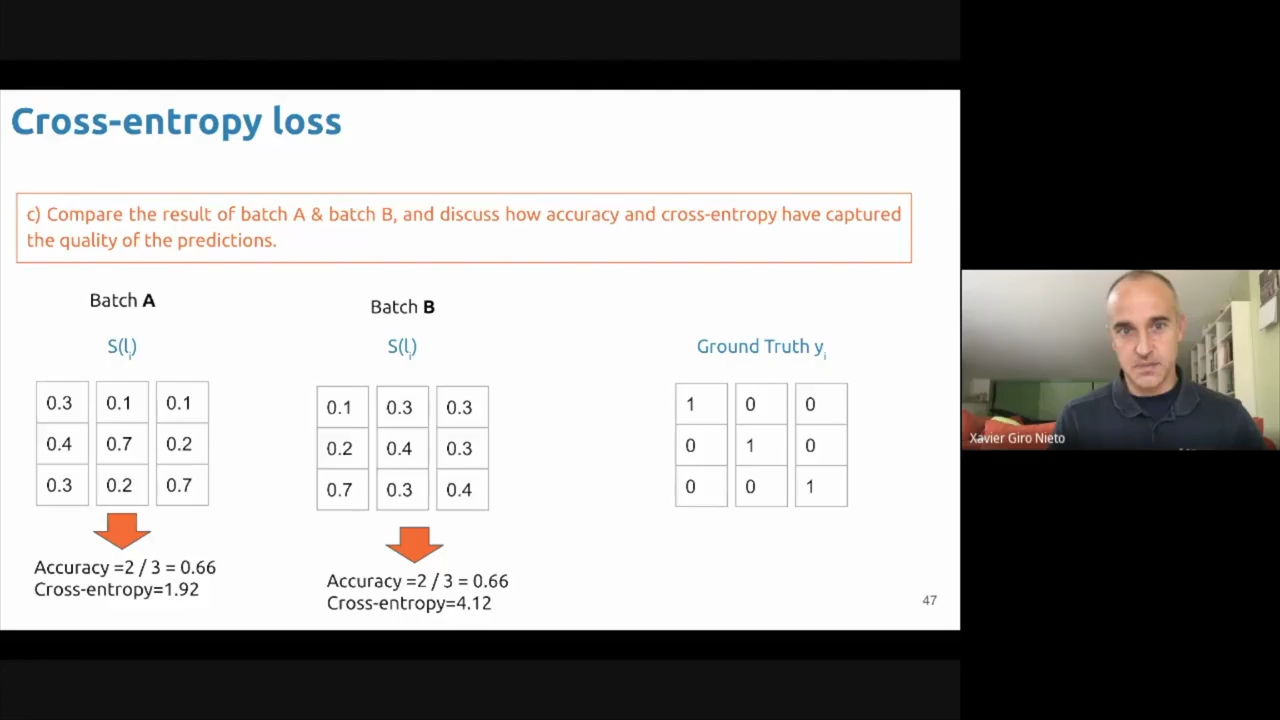 Cross-entropy loss
c) Compare the result of batch A & batch B, and discuss how accuracy and cross-entropy have captured
the quality of the predictions.
Batch A
S(li)
0.3 0.1 0.1
0.4 0.7 0.2
0.3 0.2 0.7
Accuracy =2 / 3 = 0.66
Cross-entropy=1.92
Batch B
S(li)
0.1 0.3 0.3
0.2 0.4 0.3
0.7 0.3 0.4
Accuracy =2 / 3 = 0.66
Cross-entropy=4.12
Ground Truth yi
1 0 0
0 1 0
0 0 1
47
Xavier Giro Nieto